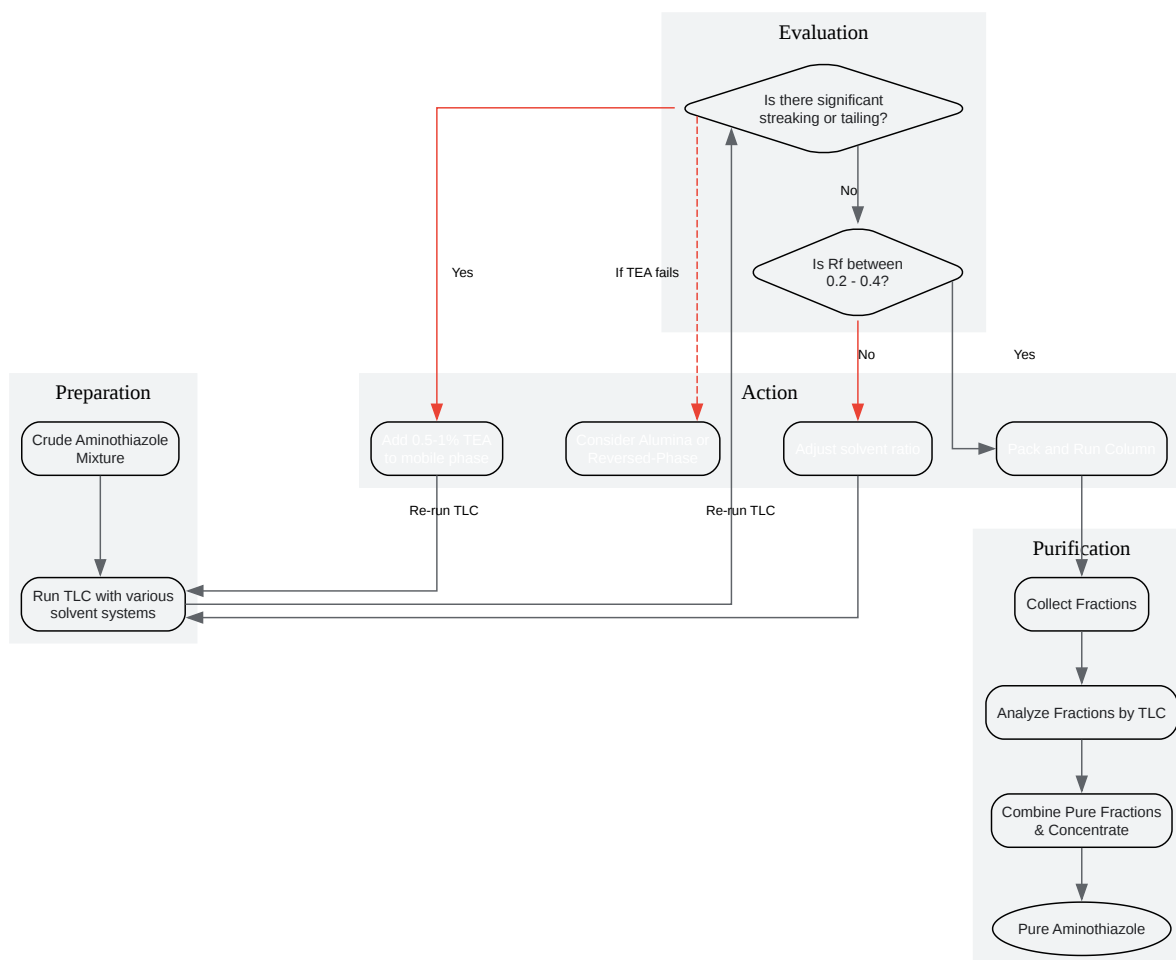 Evaluation
Is there significant
streaking or tailing?
No
Is Rf between
0.2 - 0.4?
Yes
If TEA fails
No
Yes
Preparation
Crude Aminothiazole
Mixture
Run TLC with various
solvent systems
Action
Add 0.5-1% TEA
to mobile phase
Consider Alumina or
Reversed-Phase
Adjust solvent ratio
Pack and Run Column
Re-run TLC
Re-run TLC
Purification
Collect Fractions
Analyze Fractions by TLC
Combine Pure Fractions
& Concentrate
Pure Aminothiazole